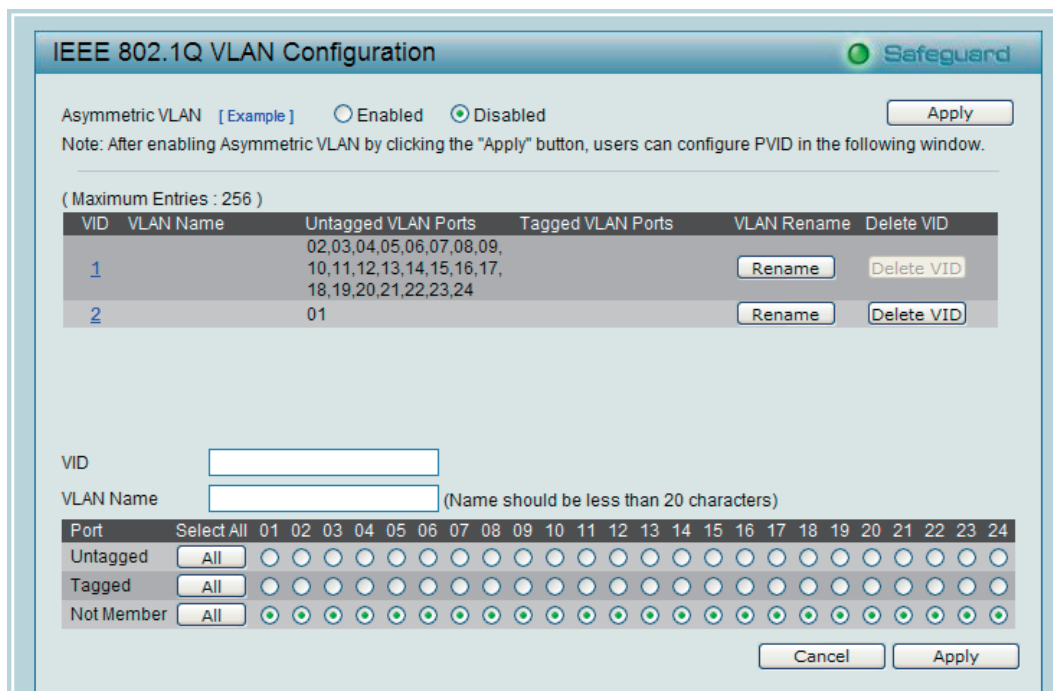 IEEE 802.1Q VLAN Configuration Safeguard
Asymmetric VLAN [ Example ] Enabled Disabled Apply
Note: After enabling Asymmetric VLAN by clicking the "Apply" button, users can configure PVID in the following window.
( Maximum Entries : 256 )
VID VLAN Name Untagged VLAN Ports Tagged VLAN Ports VLAN Rename Delete VID
02,03,04,05,06,07,08,09,
1 10,11,12,13,14,15,16,17, Rename Delete VID
18,19,20,21,22,23,24
2 01 Rename Delete VID
VID
VLAN Name (Name should be less than 20 characters)
Port Select All 01 02 03 04 05 06 07 08 09 10 11 12 13 14 15 16 17 18 19 20 21 22 23 24
Untagged All
Tagged All
Not Member All
Cancel Apply